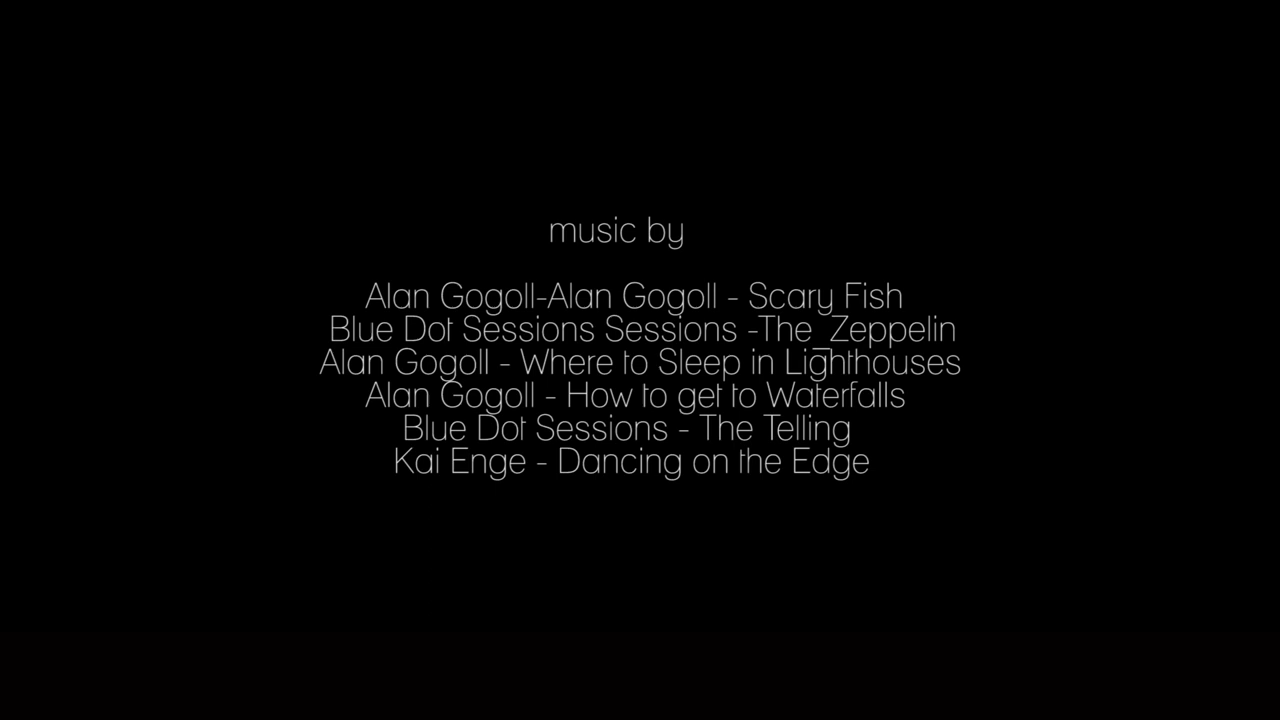 music by
Alan Gogoll-Alan Gogoll - Scary Fish
Blue Dot Sessions Sessions -The_Zeppelin
Alan Gogoll - Where to Sleep in Lighthouses
Alan Gogoll - How to get to Waterfalls
Blue Dot Sessions - The Telling
Kai Enge - Dancing on the Edge